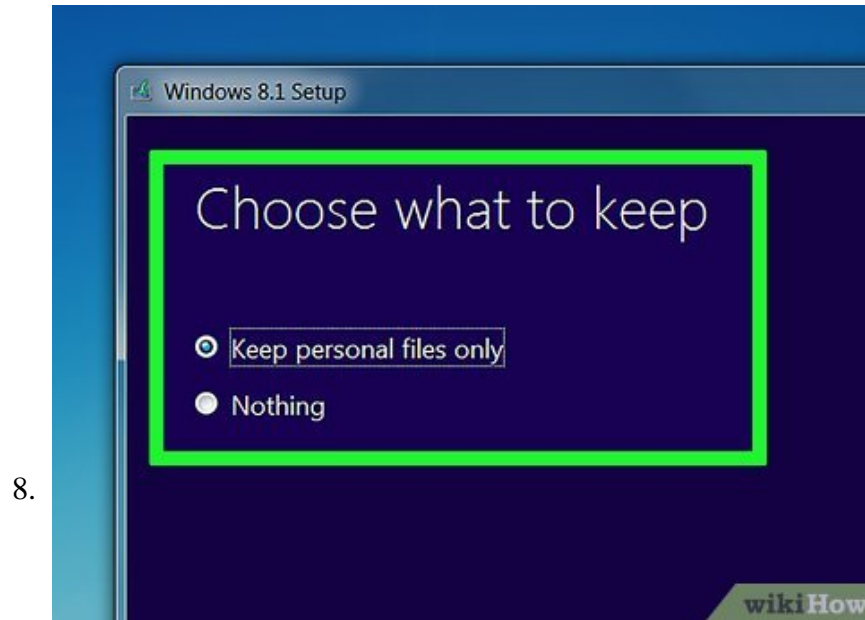 Windows 8.1 Setup
Choose what to keep
Keep personal files only
Nothing
8.
wikiHow